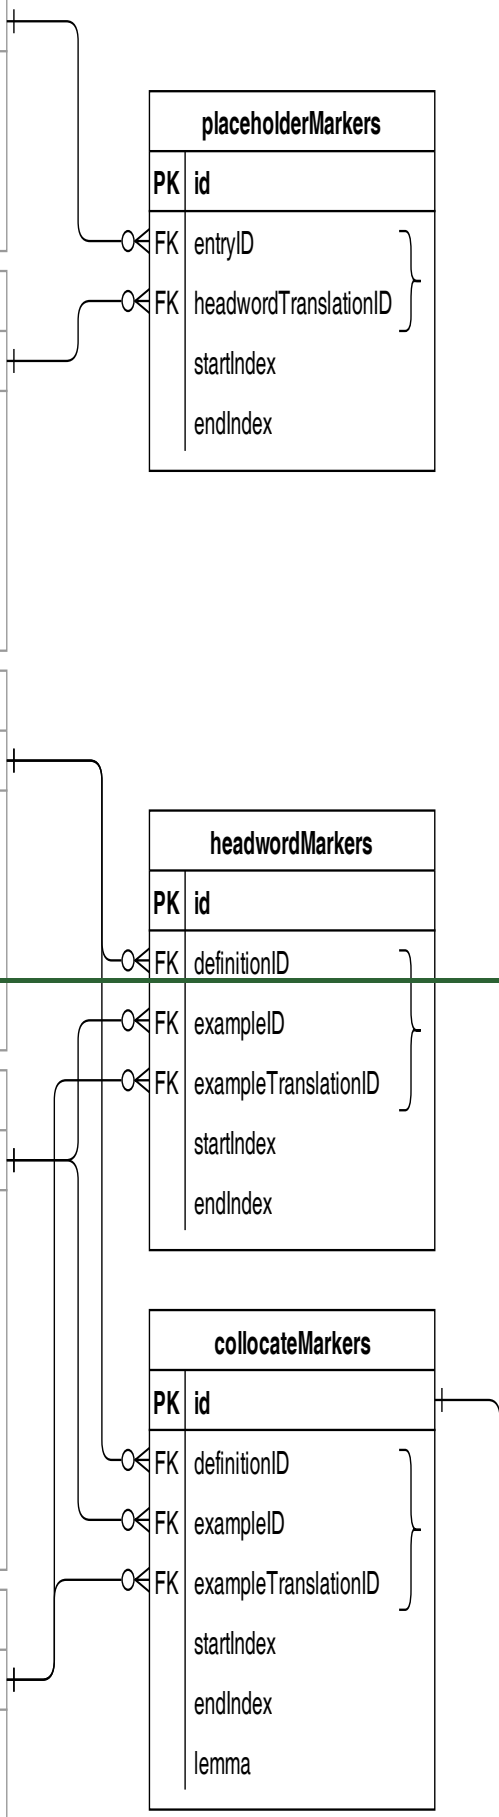 placeholderMarkers
PK id
FK entryID
FK headwordTranslationID
startIndex
endIndex
headwordMarkers
PK id
FK definitionID
FK exampleID
FK exampleTranslationID
startIndex
endIndex
collocateMarkers
PK id
FK definitionID
FK exampleID
FK exampleTranslationID
startIndex
endIndex
lemma